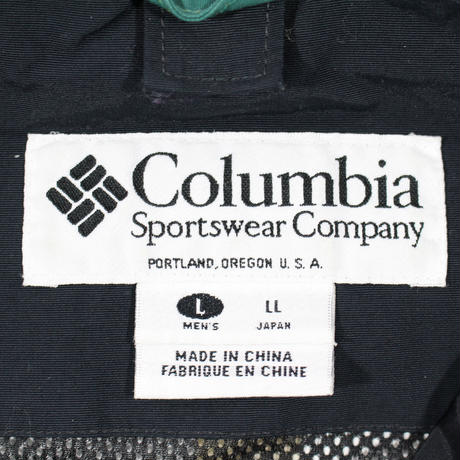 Columbia
Sportswear Company
PORTLAND, OREGON U. S. A.
L LL
MEN'S JAPAN
MADE IN CHINA
FABRIQUE EN CHINE